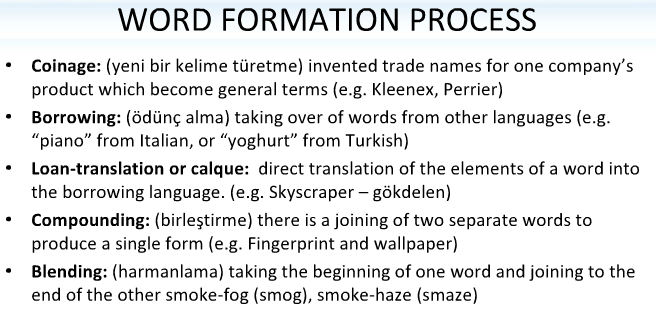 WORD FORMATION PROCESS
• Coinage: (yeni bir kelime türetme) invented trade names for one company’s
product which become general terms (e.g. Kleenex, Perrier)
• Borrowing: (ödünç alma) taking over of words from other languages (e.g.
“piano” from Italian, or “yoghurt” from Turkish)
• Loan-translation or calque: direct translation of the elements of a word into
the borrowing language. (e.g. Skyscraper – gökdelen)
• Compounding: (birleştirme) there is a joining of two separate words to
produce a single form (e.g. Fingerprint and wallpaper)
• Blending: (harmanlama) taking the beginning of one word and joining to the
end of the other smoke-fog (smog), smoke-haze (smaze)